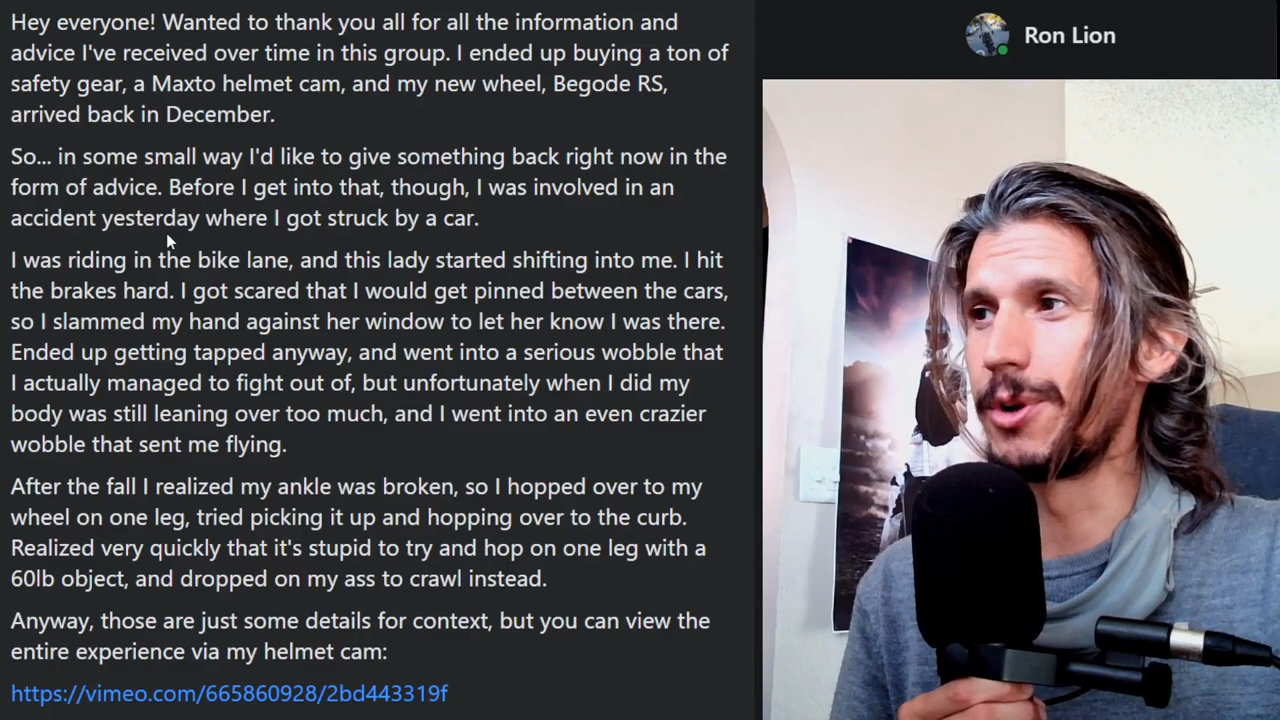 Hey everyone! Wanted to thank you all for all the information and
advice I've received over time in this group. I ended up buying a ton of
safety gear, a Maxto helmet cam, and my new wheel, Begode RS,
arrived back in December.
So... in some small way I'd like to give something back right now in the
form of advice. Before I get into that, though, I was involved in an
accident yesterday where I got struck by a car.
I was riding in the bike lane, and this lady started shifting into me. I hit
the brakes hard. I got scared that I would get pinned between the cars,
so I slammed my hand against her window to let her know I was there.
Ended up getting tapped anyway, and went into a serious wobble that
I actually managed to fight out of, but unfortunately when I did my
body was still leaning over too much, and I went into an even crazier
wobble that sent me flying.
After the fall I realized my ankle was broken, so I hopped over to my
wheel on one leg, tried picking it up and hopping over to the curb.
Realized very quickly that it's stupid to try and hop on one leg with a
60lb object, and dropped on my ass to crawl instead.
Anyway, those are just some details for context, but you can view the
entire experience via my helmet cam:
https://vimeo.com/665860928/2bd443319f
Ron Lion